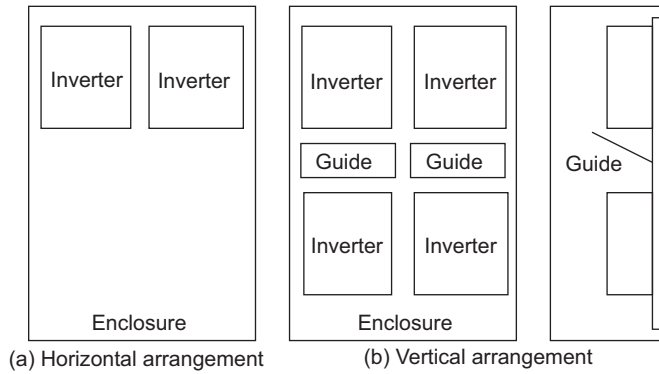 Inverter Inverter
Enclosure
(a) Horizontal arrangement
Inverter Inverter
Guide Guide
Inverter Inverter
Enclosure
Guide
(b) Vertical arrangement